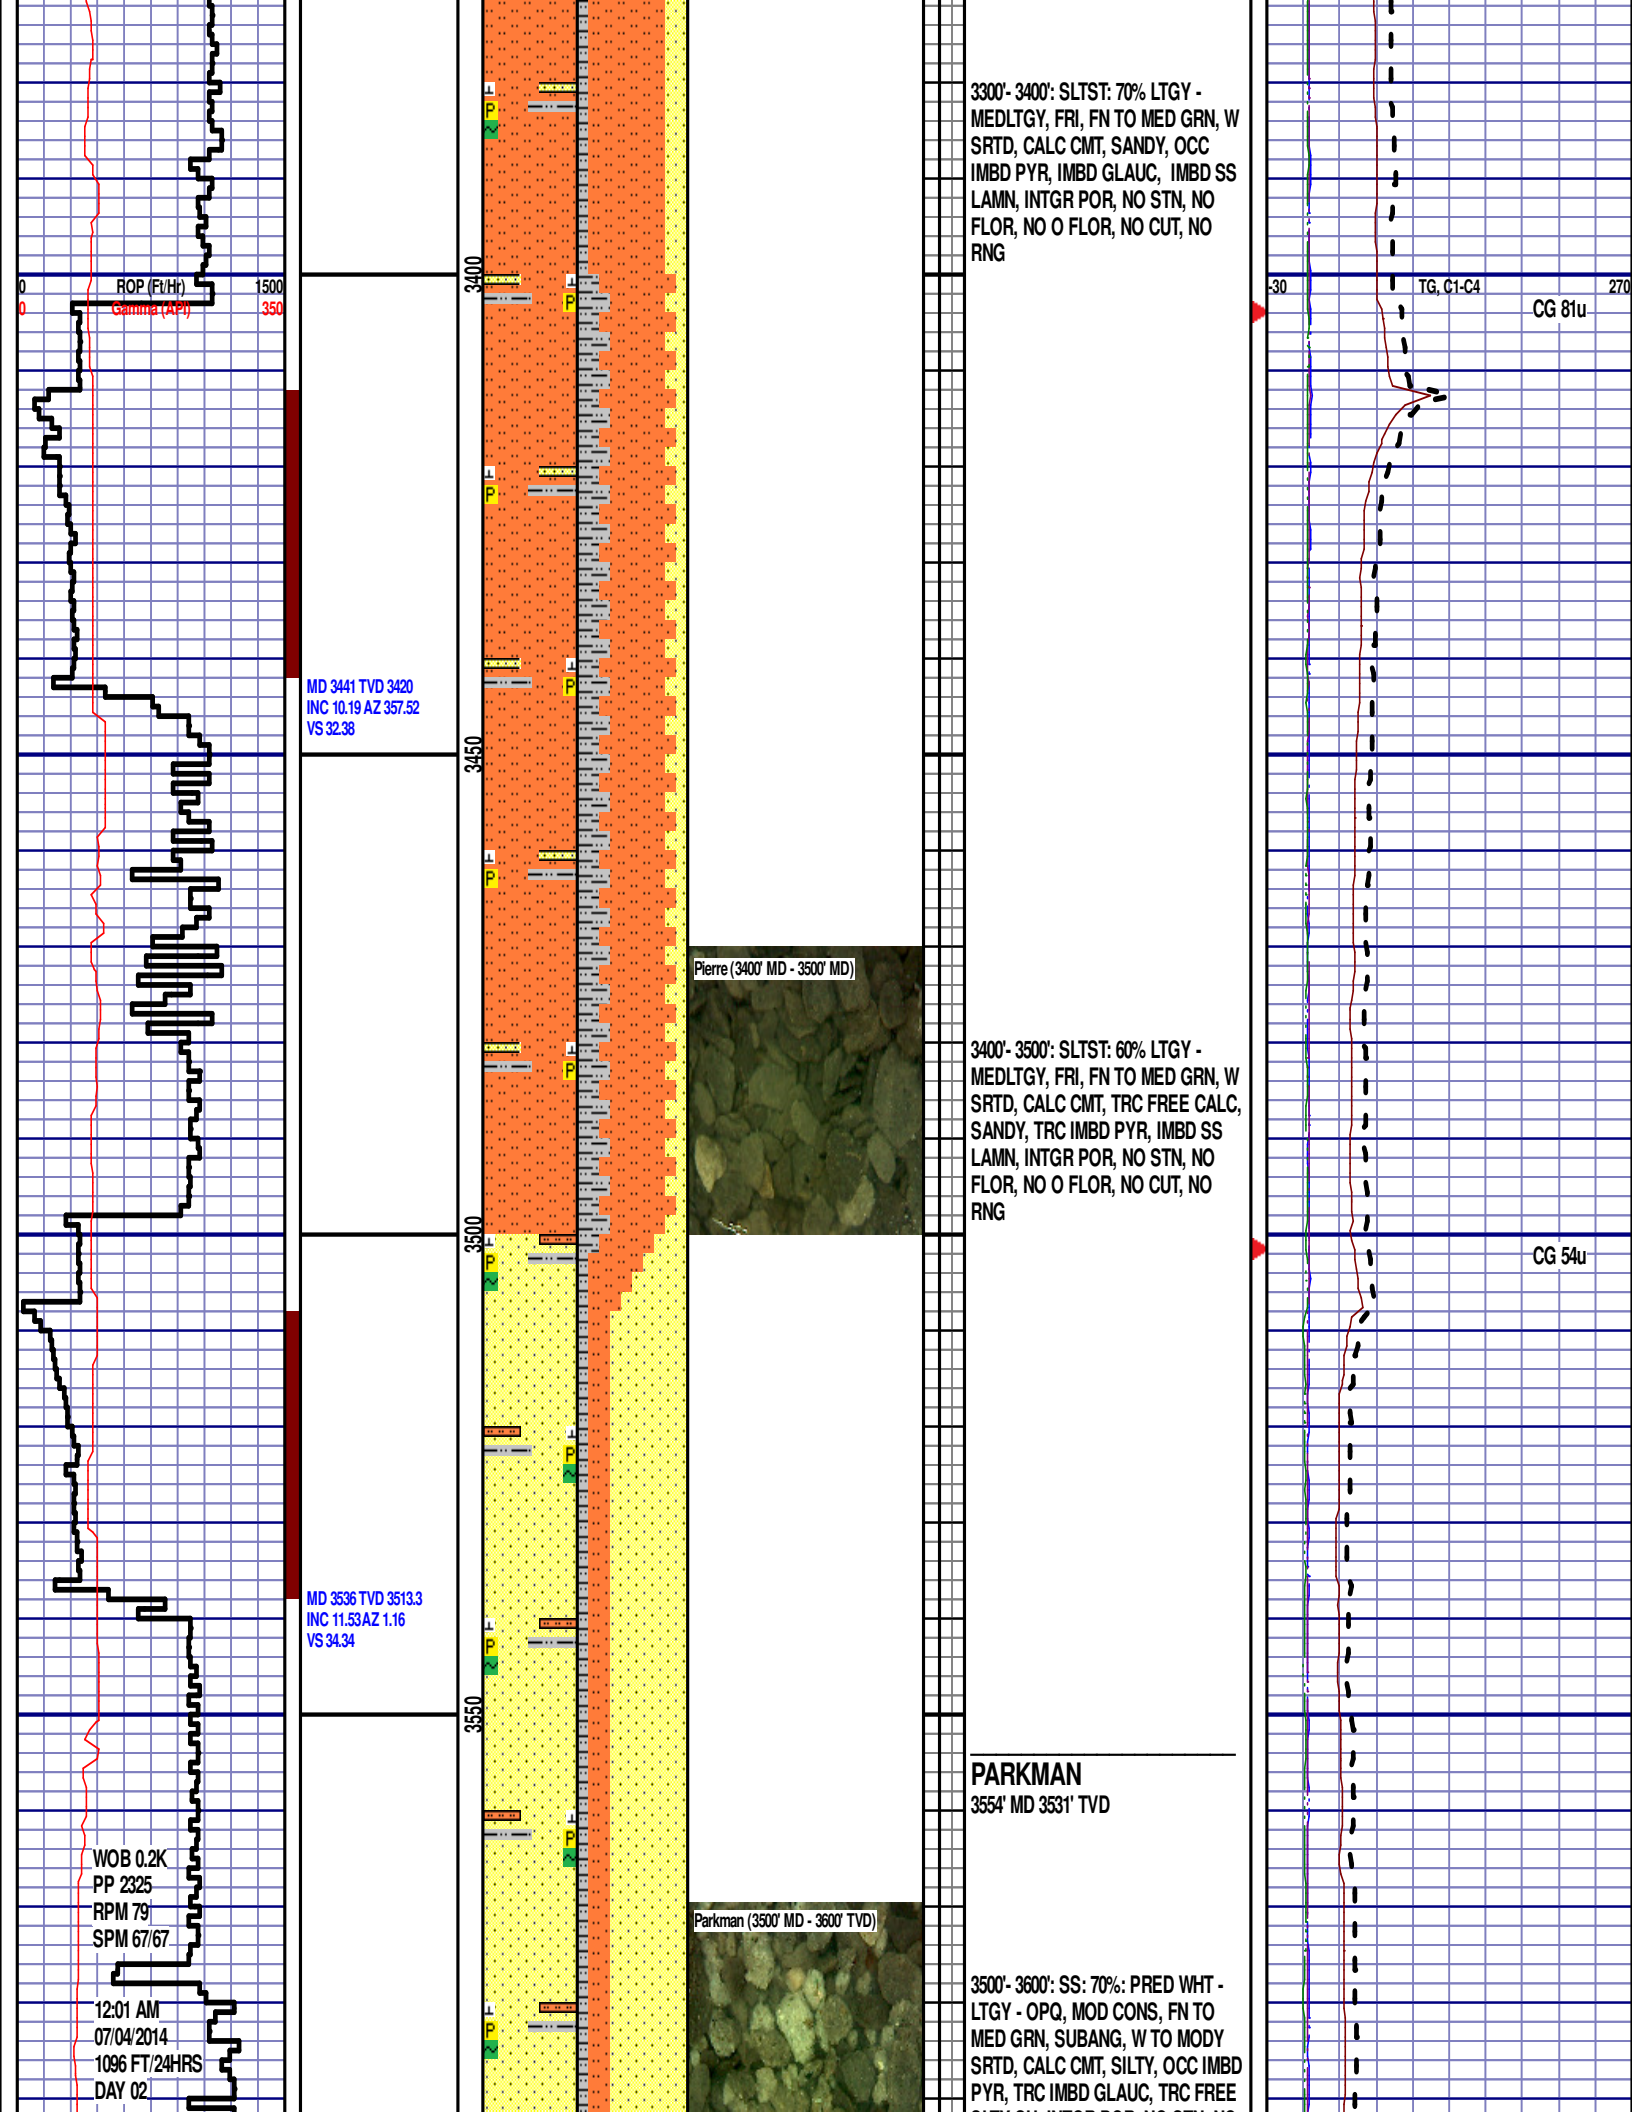 3300'- 3400': SLTST: 70% LTGY -
MEDLTGY, FRI, FN TO MED GRN, W
SRTD, CALC CMT, SANDY, OCC
IMBD PYR, IMBD GLAUC, IMBD SS
LAMN, INTGR POR, NO STN, NO
FLOR, NO O FLOR, NO CUT, NO
RNG
3400
0 ROP (Ft/Hr) 1500
0 Gamma (API) 350
-30 TG, C1-C4 270
CG 81u
P
P
P
P
P
P
MD 3441 TVD 3420
INC 10.19 AZ 357.52
VS 32.38
3450
Pierre (3400' MD - 3500' MD)
3400'- 3500': SLTST: 60% LTGY -
MEDLTGY, FRI, FN TO MED GRN, W
SRTD, CALC CMT, TRC FREE CALC,
SANDY, TRC IMBD PYR, IMBD SS
LAMN, INTGR POR, NO STN, NO
FLOR, NO O FLOR, NO CUT, NO
RNG
3500
CG 54u
P
P
P
P
P
MD 3536 TVD 3513.3
INC 11.53 AZ 1.16
VS 34.34
3550
PARKMAN
3554' MD 3531' TVD
WOB 0.2K
PP 2325
RPM 79
SPM 67/67
12:01 AM
07/04/2014
1096 FT/24HRS
DAY 02
Parkman (3500' MD - 3600' TVD)
3500'- 3600': SS: 70%: PRED WHT -
LTGY - OPQ, MOD CONS, FN TO
MED GRN, SUBANG, W TO MODY
SRTD, CALC CMT, SILTY, OCC IMBD
PYR, TRC IMBD GLAUC, TRC FREE